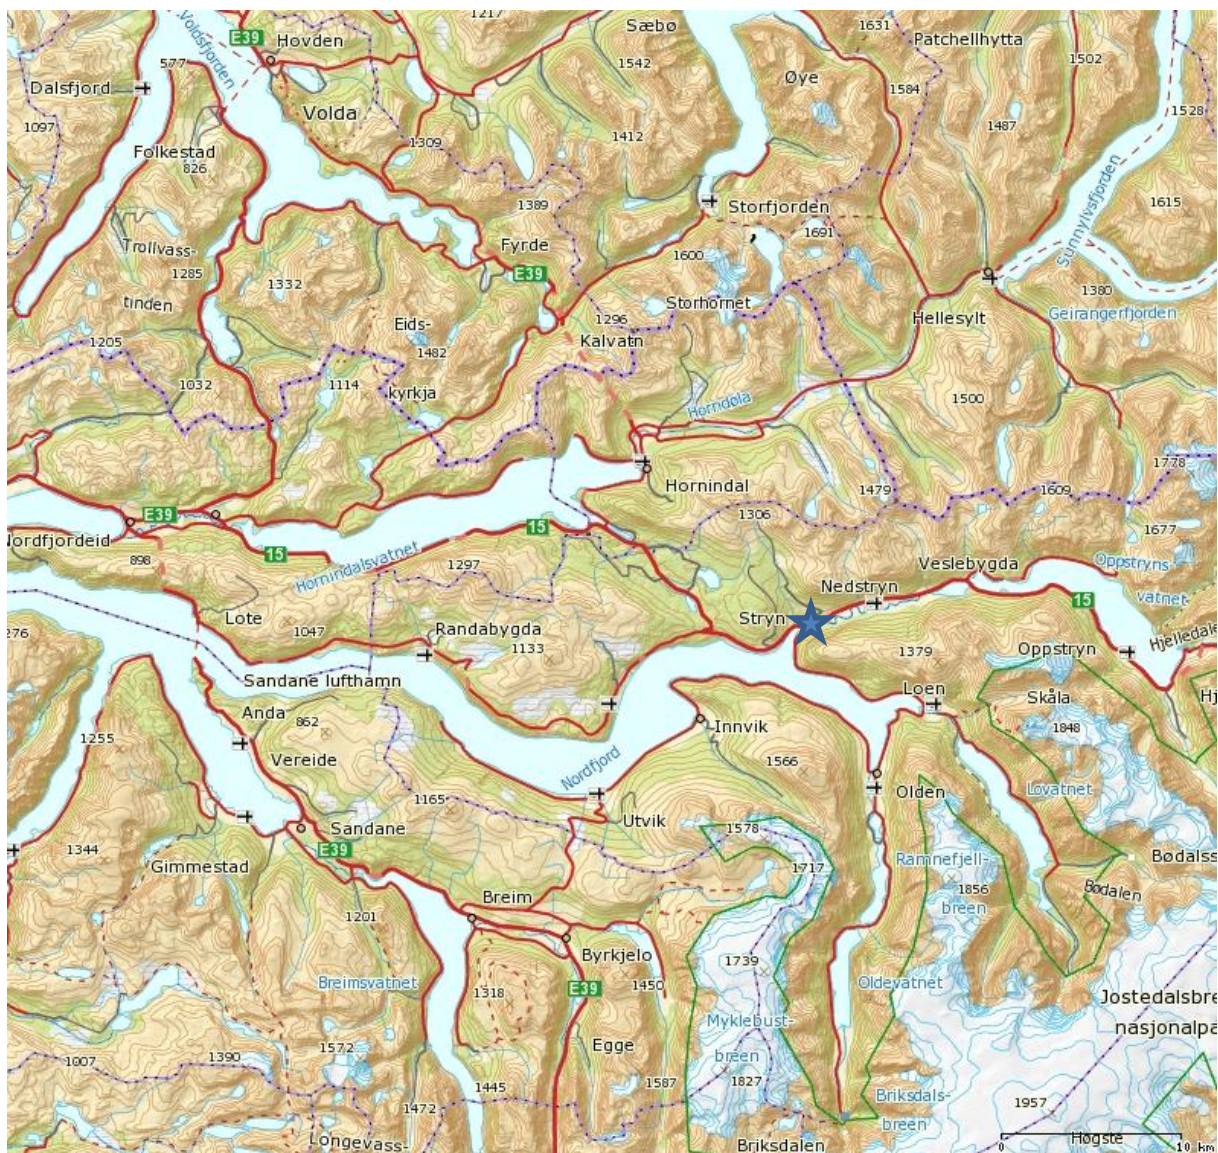 1217
Sæbø
1631
Patchellhytta
E39
Hovden
Voldsfjorden
577
1542
Øye
1502
Dalsfjord
1584
Volda
1528
1097
1309
1412
1487
Folkestad
826
Sunnylvsfjorden
1389
Storfjorden
1615
Trollvass-
1691
Fyrde
1285
1600
E39
1332
1380
tinden
Storhornet
Geirangerfjorden
Eids-
1296
Hellesylt
1205
Kalvatn
1482
1032
1114
kyrkja
1500
Horndøla
1778
Hornindal
1479
1609
E39
1306
15
1677
Nordfjordeid
15
898
Hornindalsvatnet
1297
Veslebygda
Oppstryns
vatnet
Nedstryn
15
Lote
Stryn
1047
Randabygda
276
1133
1379
Oppstryn
Hjelledale
Sandane lufthamn
Loen
Skåla
Hj
Anda
862
Innvik
1848
1255
Nordfjord
Vereide
1566
Lovatnet
1165
Olden
Utvik
Sandane
1578
E39
1344
Ramnefjell-
Bødalss
Gimmestad
1717
1856
Bødalen
Breim
breen
1201
Byrkjelo
1739
Breimsvatnet
1318
E39
1450
Oldevatnet
Jostedalsbre
Myklebust-
nasjonalpa
Egge
1572
breen
1007
1390
1445
1587
1827
Briksdals-
1957
1472
breen
Høgste
Longevass-
Briksdalen
0
10 km